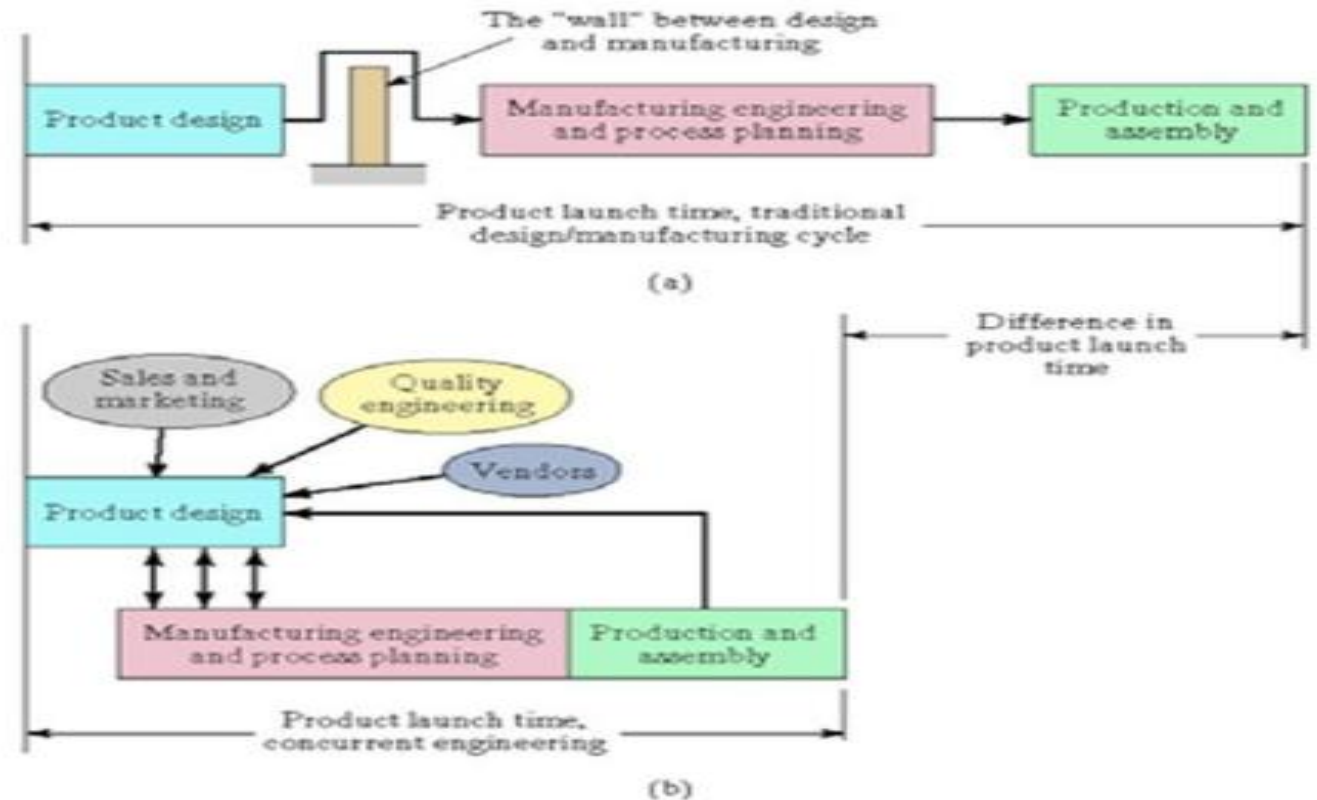 The "wall" between design
and manufacturing
Product design
Manufacturing engineering
and process planning
Production and
assembly
Product launch time, traditional
design/manufacturing cycle
(a)
Difference in
product launch
time
Sales and
marketing
Quality
engineering
Vendors
Product design
Manufacturing engineering
and process planning
Production and
assembly
Product launch time,
concurrent engineering
(b)